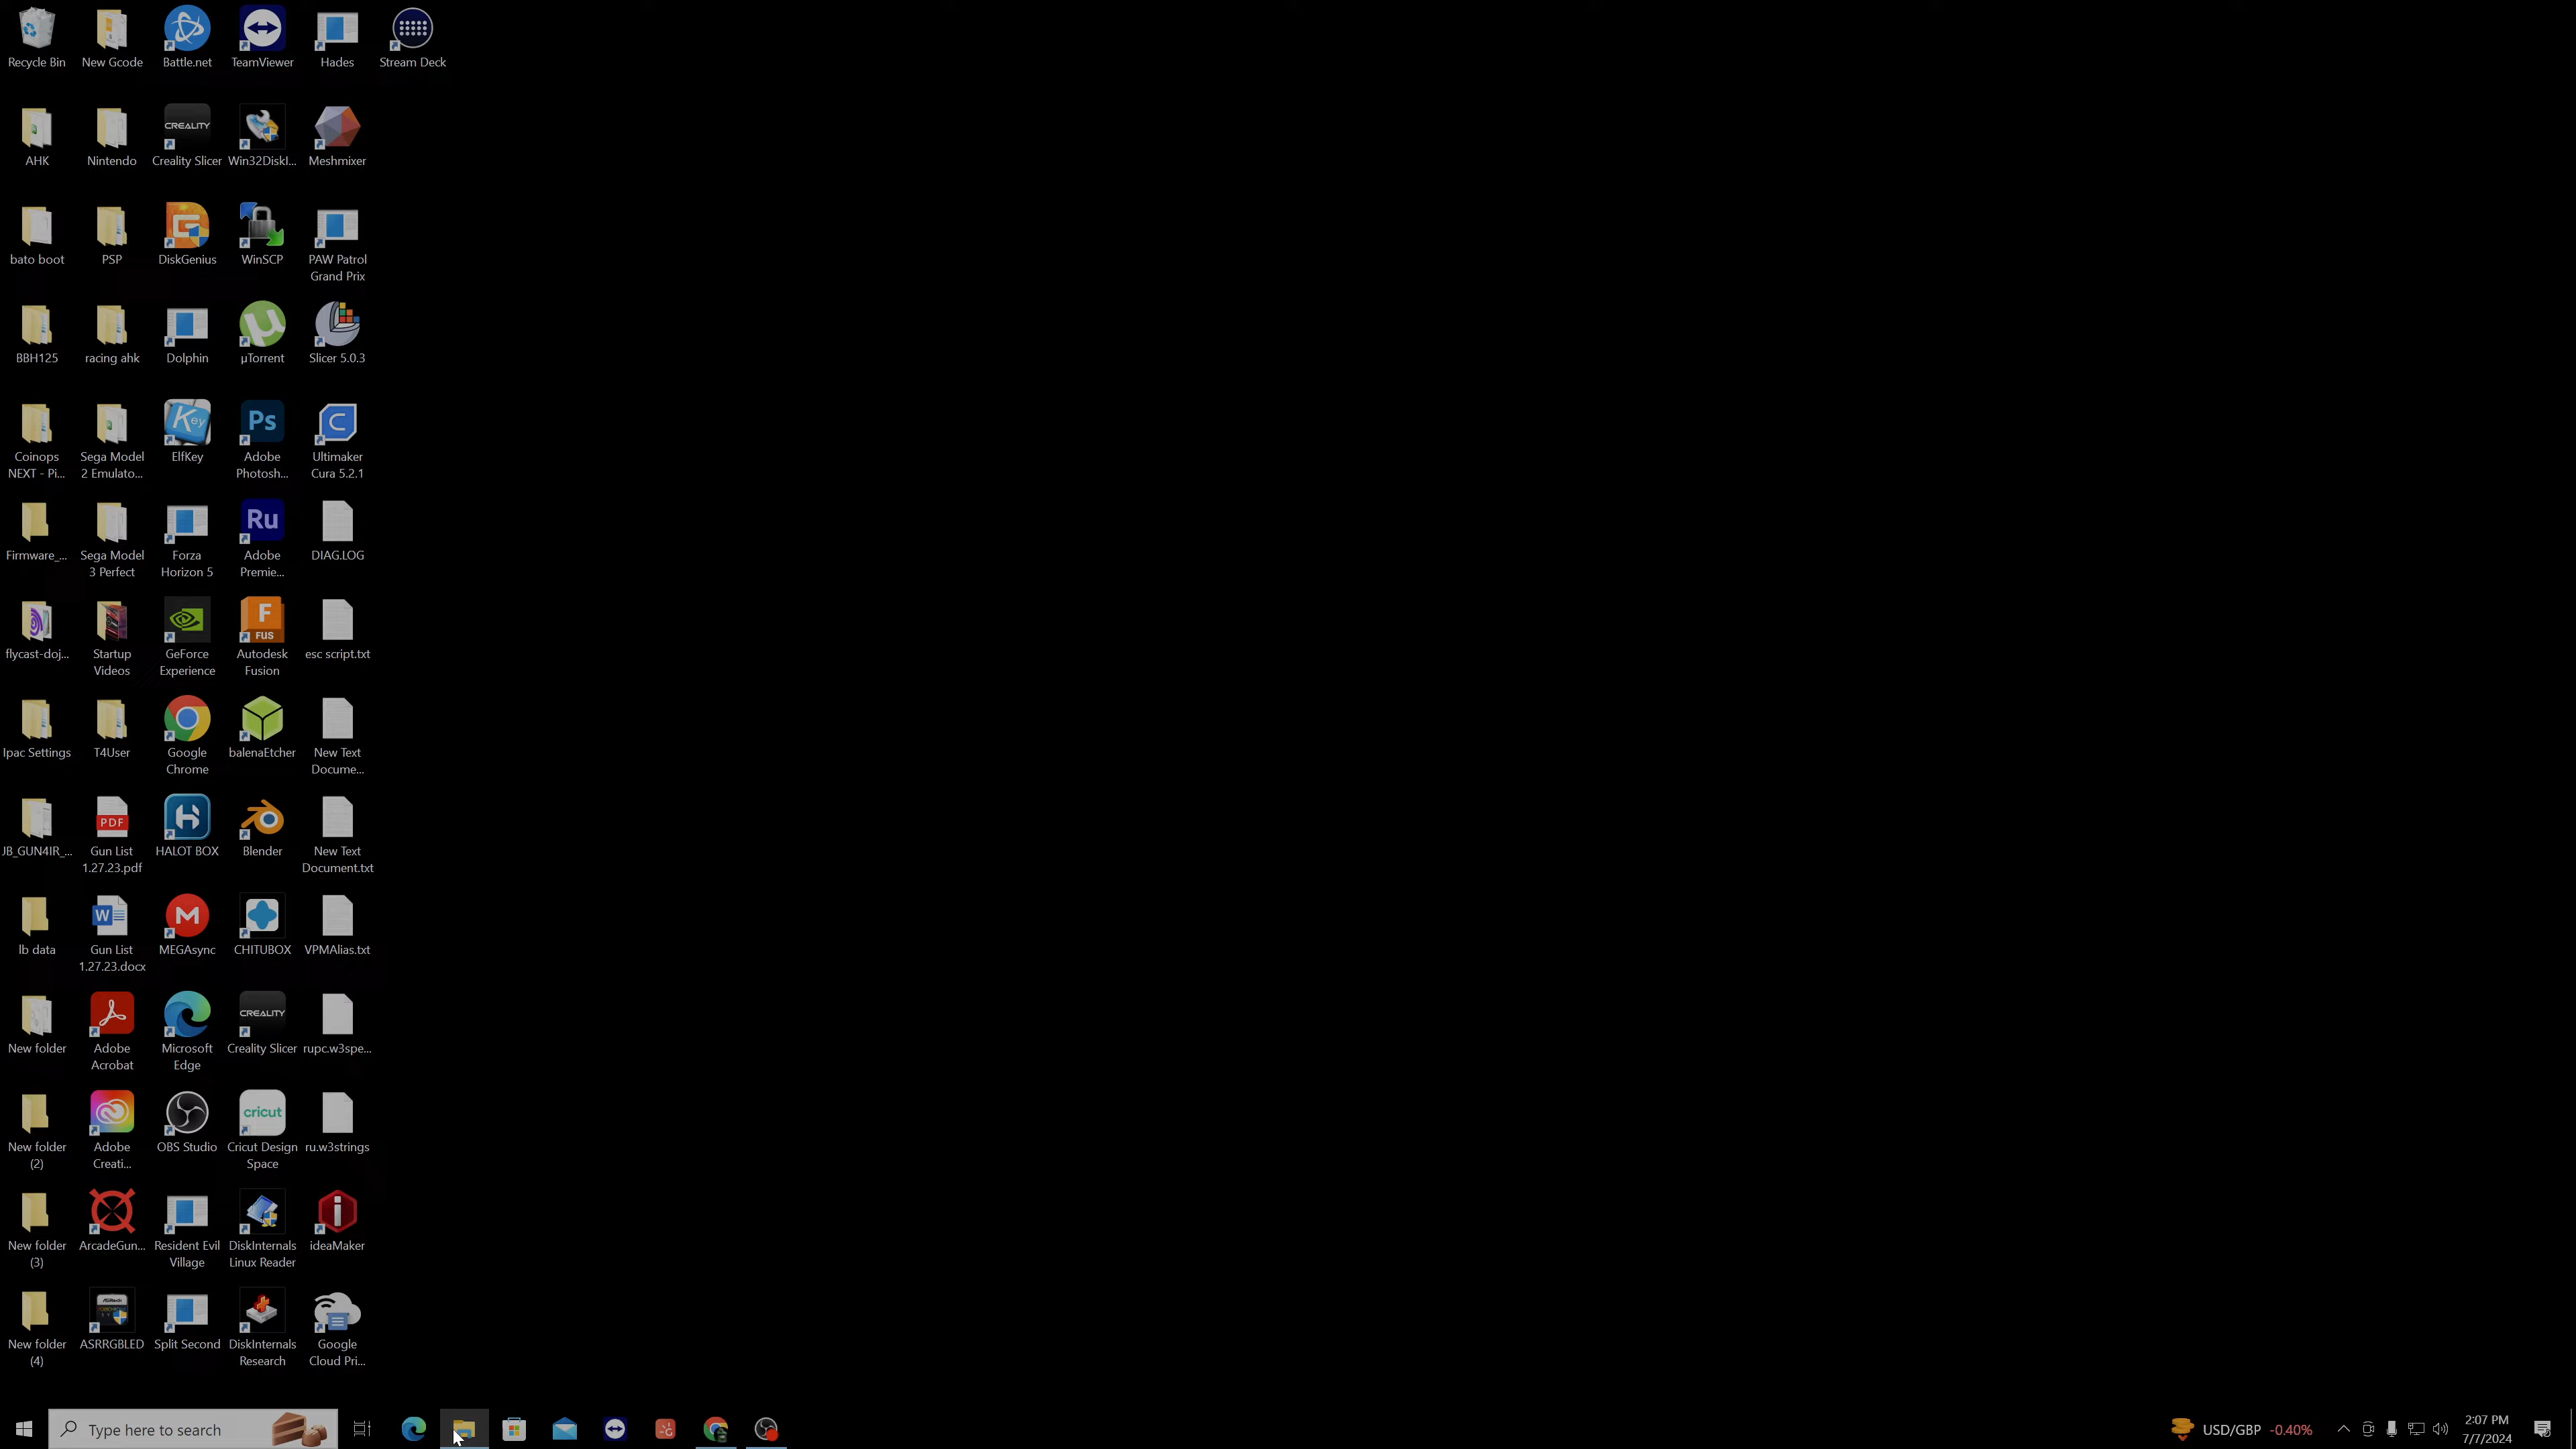 Recycle Bin
New Gcode
Battle.net
TeamViewer
Hades
Stream Deck
AHK
Nintendo
CREALITY
Creality Slicer
Win32DiskI...
Meshmixer
bato boot
PSP
DiskGenius
WinSCP
PAW Patrol
Grand Prix
BBH125
racing ahk
Dolphin
µTorrent
Slicer 5.0.3
Coinops
NEXT - Pi...
Sega Model
2 Emulato...
Key
ElfKey
Ps
Adobe
Photosh...
Ultimaker
Cura 5.2.1
Firmware_...
Sega Model
3 Perfect
Forza
Horizon 5
Ru
Adobe
Premie...
DIAG.LOG
flycast-doj...
Startup
Videos
GeForce
Experience
F
FUS
Autodesk
Fusion
esc script.txt
Ipac Settings
T4User
Google
Chrome
balenaEtcher
New Text
Docume...
JB_GUN4IR_...
PDF
Gun List
1.27.23.pdf
HALOT BOX
Blender
New Text
Document.txt
lb data
Gun List
1.27.23.docx
MEGAsync
CHITUBOX
VPMAlias.txt
New folder
Adobe
Acrobat
Microsoft
Edge
CREALITY
Creality Slicer
rupc.w3spe...
New folder
(2)
Adobe
Creati...
OBS Studio
cricut
Cricut Design
Space
ru.w3strings
New folder
(3)
ArcadeGun...
Resident Evil
Village
DiskInternals
Linux Reader
ideaMaker
New folder
(4)
ASRRGBLED
Split Second
DiskInternals
Research
Google
Cloud Pri...
Type here to search
USD/GBP -0.40%
2:07 PM
7/7/2024